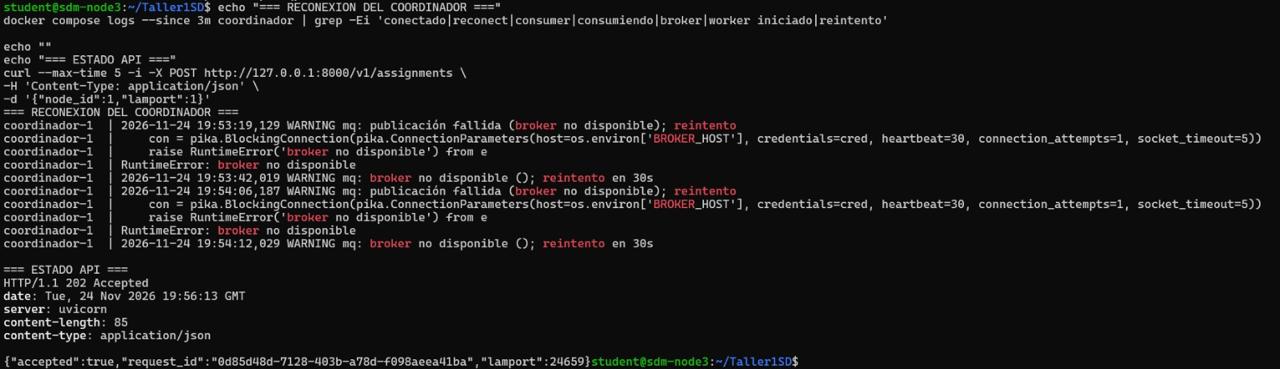 student@sdm-node3:~/Taller1SD$ echo "=== RECONEXION DEL COORDINADOR ==="
docker compose logs --since 3m coordinador | grep -Ei 'conectado|reconect|consumer|consumiendo|broker|worker iniciado|reintento'
echo ""
echo "=== ESTADO API ==="
curl --max-time 5 -i -X POST http://127.0.0.1:8000/v1/assignments \
-H 'Content-Type: application/json' \
-d '{"node_id":1,"lamport":1}'
=== RECONEXION DEL COORDINADOR ===
coordinador-1  | 2026-11-24 19:53:19,129 WARNING mq: publicación fallida (broker no disponible); reintento
coordinador-1  |     con = pika.BlockingConnection(pika.ConnectionParameters(host=os.environ['BROKER_HOST'], credentials=cred, heartbeat=30, connection_attempts=1, socket_timeout=5))
coordinador-1  |     raise RuntimeError('broker no disponible') from e
coordinador-1  | RuntimeError: broker no disponible
coordinador-1  | 2026-11-24 19:53:42,019 WARNING mq: broker no disponible (); reintento en 30s
coordinador-1  | 2026-11-24 19:54:06,187 WARNING mq: publicación fallida (broker no disponible); reintento
coordinador-1  |     con = pika.BlockingConnection(pika.ConnectionParameters(host=os.environ['BROKER_HOST'], credentials=cred, heartbeat=30, connection_attempts=1, socket_timeout=5))
coordinador-1  |     raise RuntimeError('broker no disponible') from e
coordinador-1  | RuntimeError: broker no disponible
coordinador-1  | 2026-11-24 19:54:12,029 WARNING mq: broker no disponible (); reintento en 30s
=== ESTADO API ===
HTTP/1.1 202 Accepted
date: Tue, 24 Nov 2026 19:56:13 GMT
server: uvicorn
content-length: 85
content-type: application/json
{"accepted":true,"request_id":"0d85d48d-7128-403b-a78d-f098aeea41ba","lamport":24659}student@sdm-node3:~/Taller1SD$